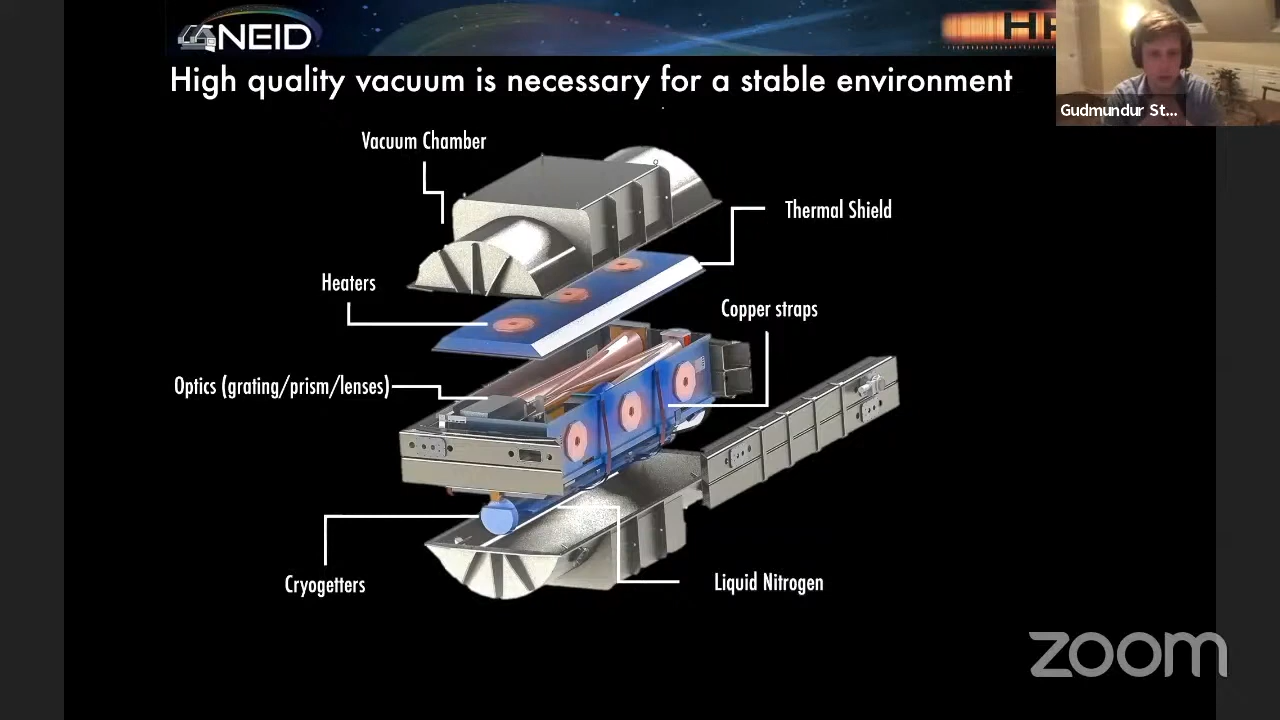 NEID
HP
High quality vacuum is necessary for a stable environment
Gudmundur St...
Vacuum Chamber
Thermal Shield
Heaters
Copper straps
Optics (grating/prism/lenses)
Cryogetters
Liquid Nitrogen
zoom